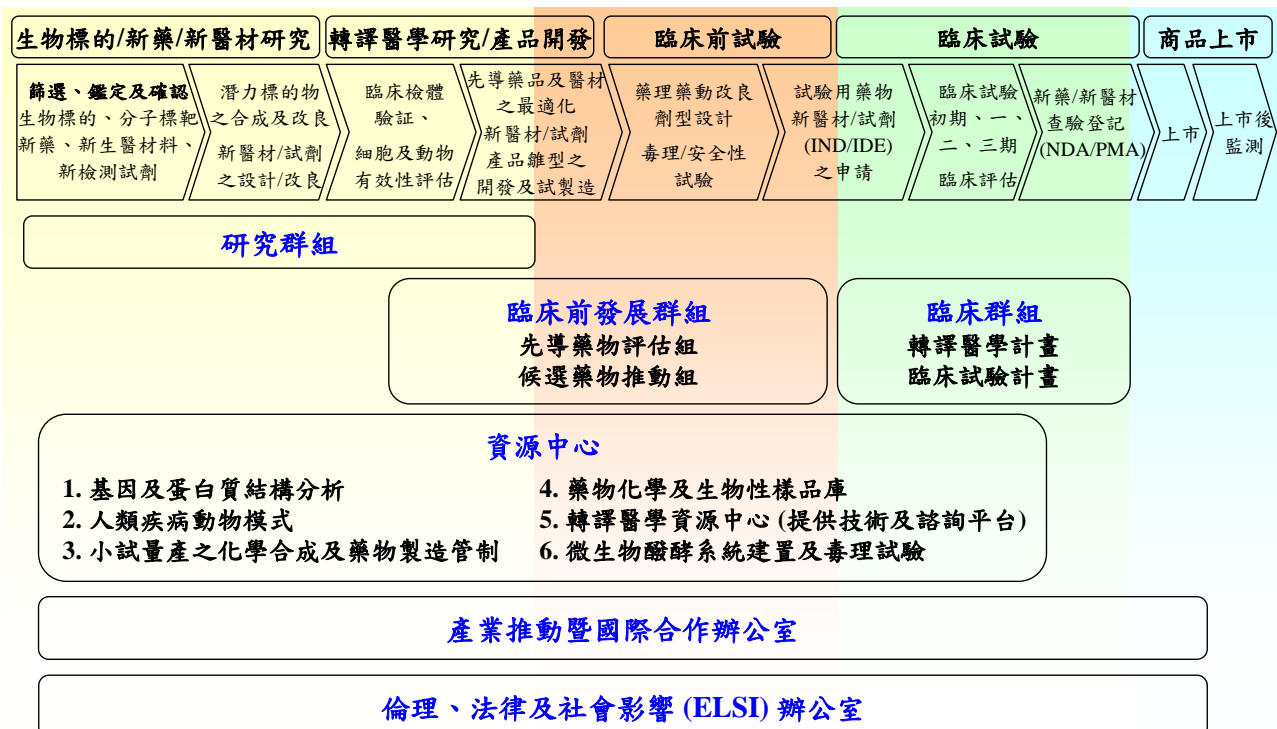 生物標的/新藥/新醫材研究
轉譯醫學研究/產品開發
臨床前試驗
臨床試驗
商品上市
篩選、鑑定及確認
生物標的、分子標靶
新藥、新生醫材料、
新檢測試劑
潛力標的物
之合成及改良
新醫材/試劑
之設計/改良
臨床檢體
驗証、
細胞及動物
有效性評估
先導藥品及醫材
之最適化
新醫材/試劑
產品雛型之
開發及試製造
藥理藥動改良
劑型設計
毒理/安全性
試驗
試驗用藥物
新醫材/試劑
(IND/IDE)
之申請
臨床試驗
初期、一、
二、三期
臨床評估
新藥/新醫材
查驗登記
(NDA/PMA)
上市
上市後
監測
研究群組
臨床前發展群組
先導藥物評估組
候選藥物推動組
臨床群組
轉譯醫學計畫
臨床試驗計畫
資源中心
1. 基因及蛋白質結構分析
2. 人類疾病動物模式
3. 小試量產之化學合成及藥物製造管制
4. 藥物化學及生物性樣品庫
5. 轉譯醫學資源中心 (提供技術及諮詢平台)
6. 微生物醱酵系統建置及毒理試驗
產業推動暨國際合作辦公室
倫理、法律及社會影響 (ELSI) 辦公室